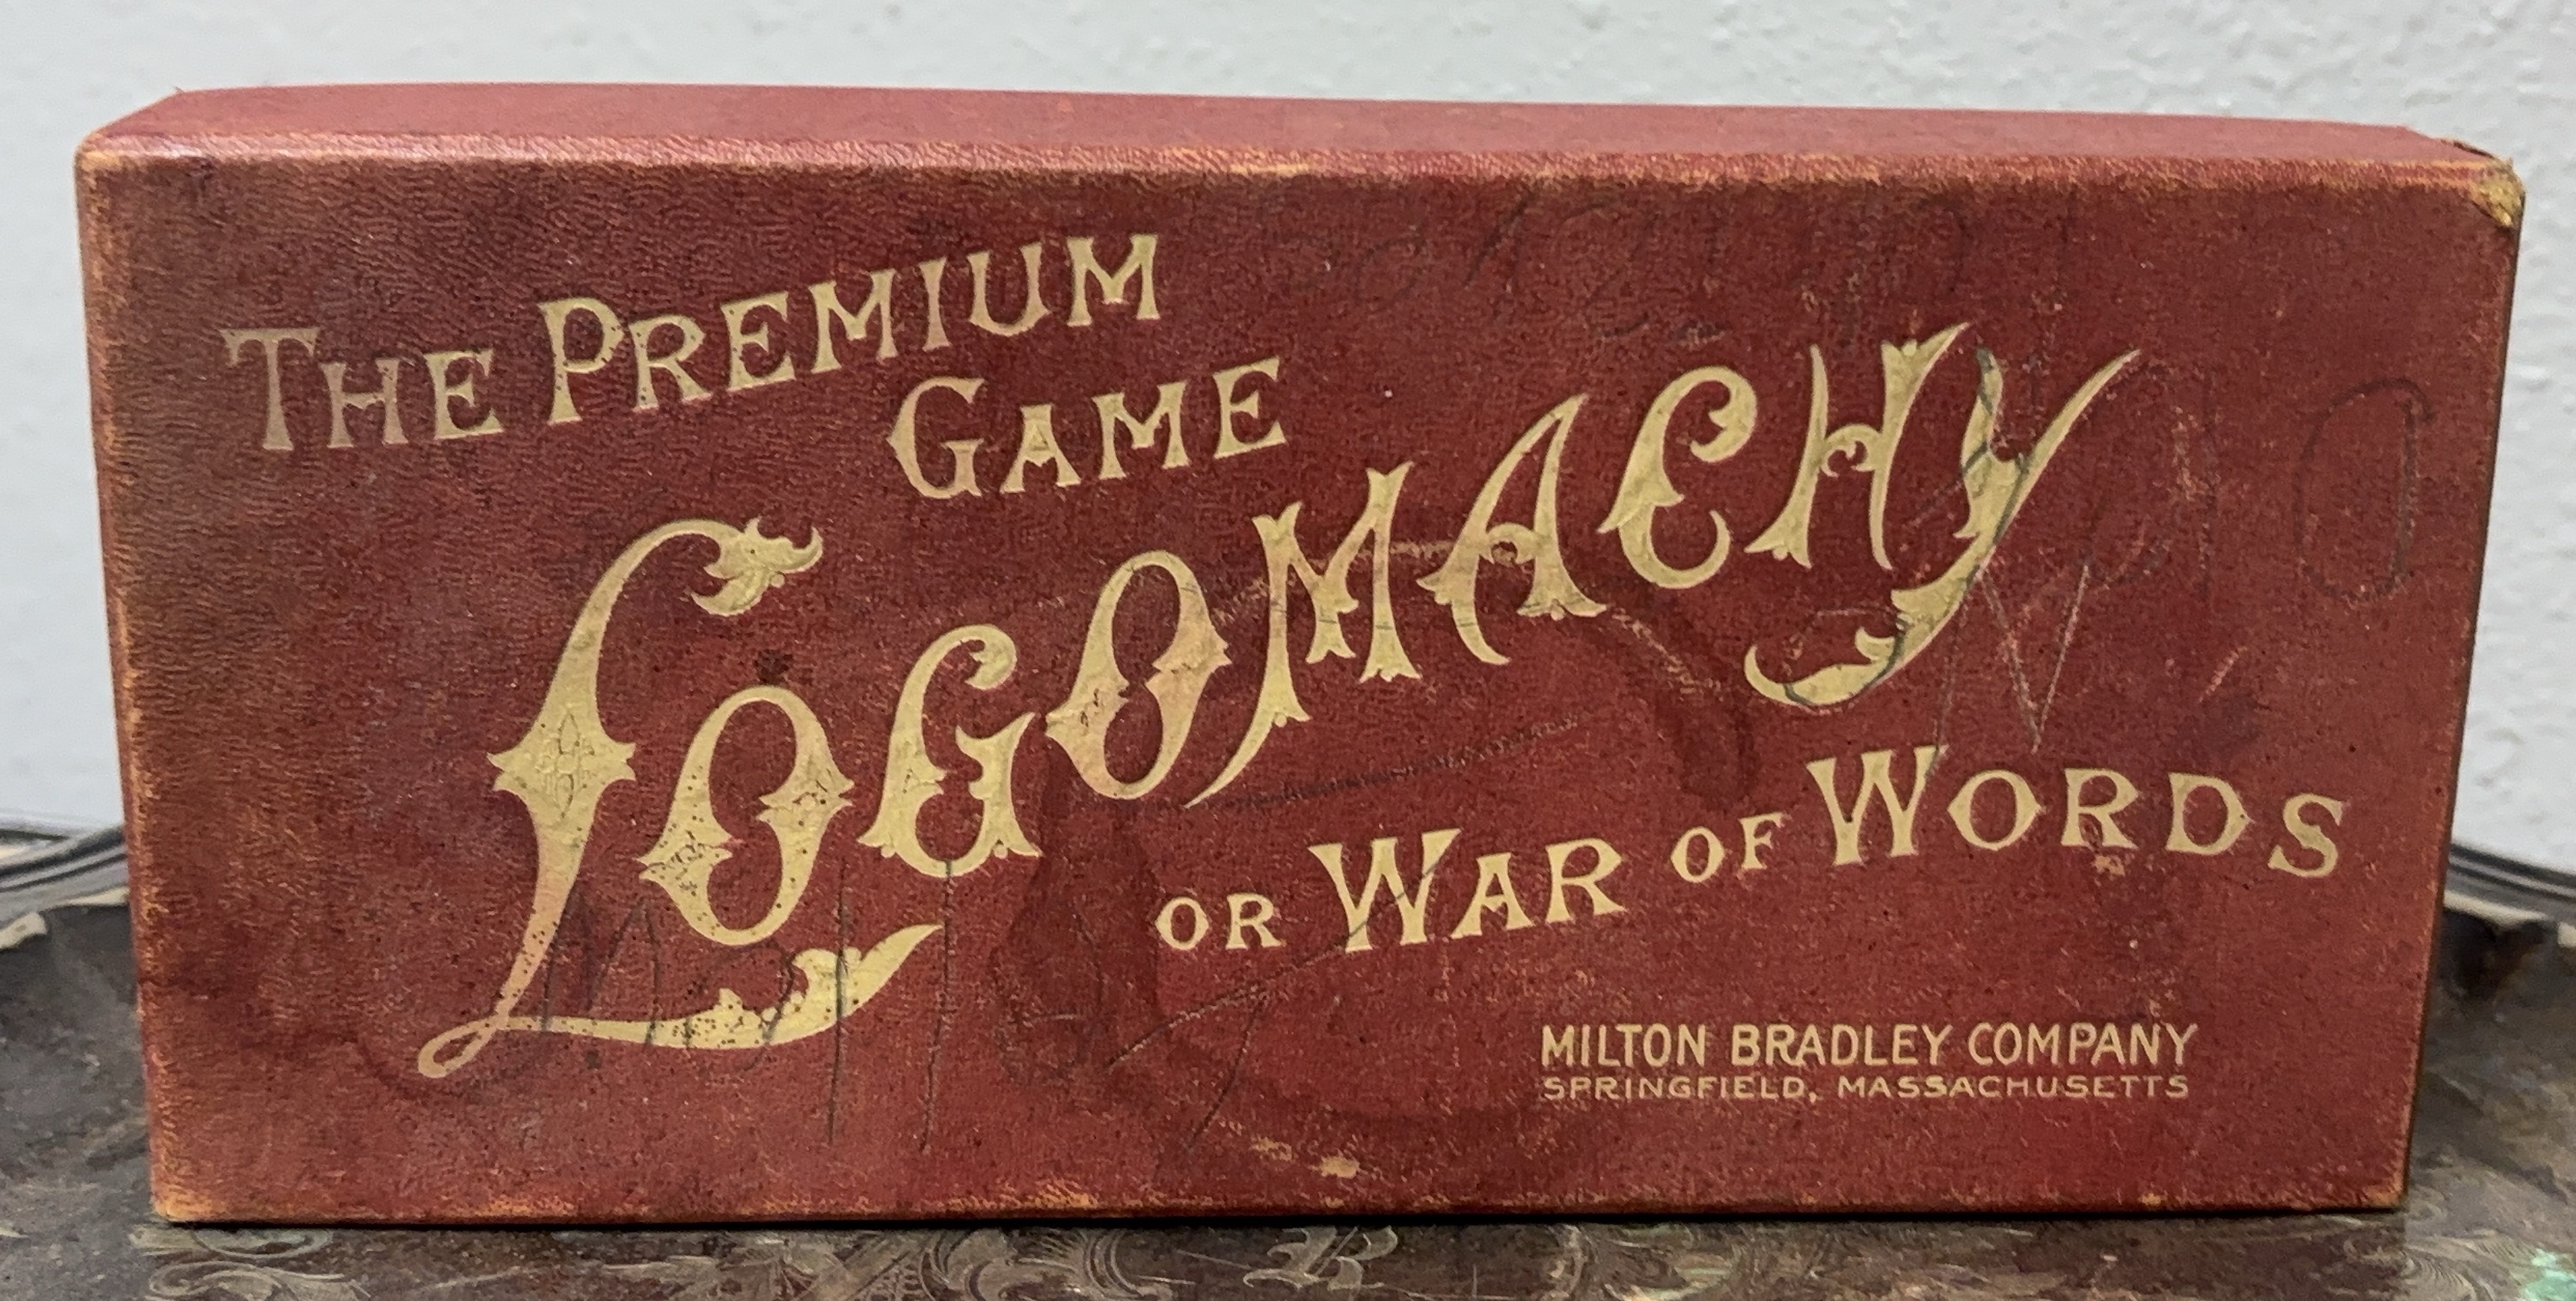 THE PREMIUM
GAME
LOGOMACHY
OR WAR OF WORDS
MILTON BRADLEY COMPANY
SPRINGFIELD, MASSACHUSETTS